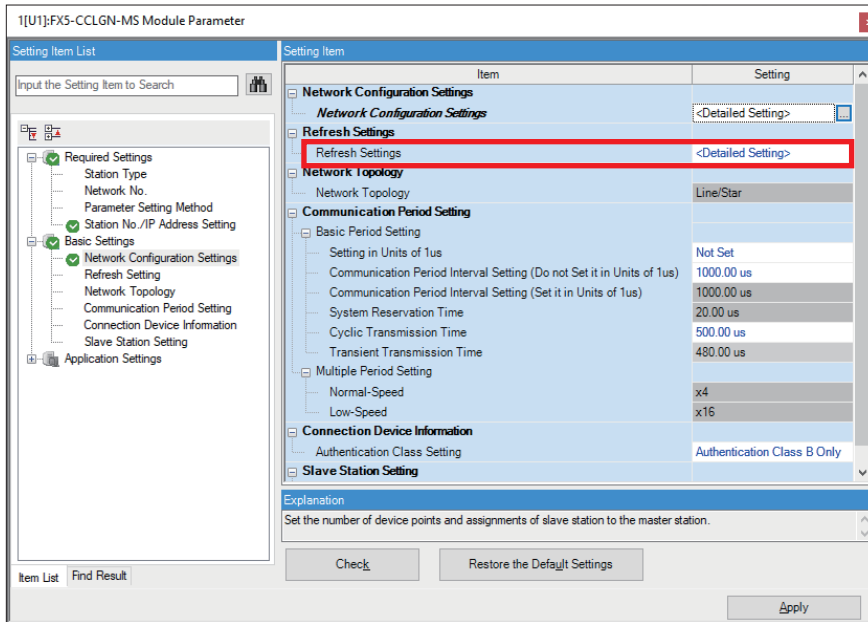 1[U1]:FX5-CCLGN-MS Module Parameter
Setting Item List
Input the Setting Item to Search
Required Settings
Station Type
Network No.
Parameter Setting Method
Station No./IP Address Setting
Basic Settings
Network Configuration Settings
Refresh Setting
Network Topology
Communication Period Setting
Connection Device Information
Slave Station Setting
Application Settings
Item List Find Result
Setting Item
Item Setting
Network Configuration Settings
Network Configuration Settings <Detailed Setting> ...
Refresh Settings
Refresh Settings <Detailed Setting>
Network Topology
Network Topology Line/Star
Communication Period Setting
Basic Period Setting
Setting in Units of 1us Not Set
Communication Period Interval Setting (Do not Set it in Units of 1us) 1000.00 us
Communication Period Interval Setting (Set it in Units of 1us) 1000.00 us
System Reservation Time 20.00 us
Cyclic Transmission Time 500.00 us
Transient Transmission Time 480.00 us
Multiple Period Setting
Normal-Speed x4
Low-Speed x16
Connection Device Information
Authentication Class Setting Authentication Class B Only
Slave Station Setting
Explanation
Set the number of device points and assignments of slave station to the master station.
Check Restore the Default Settings
Apply